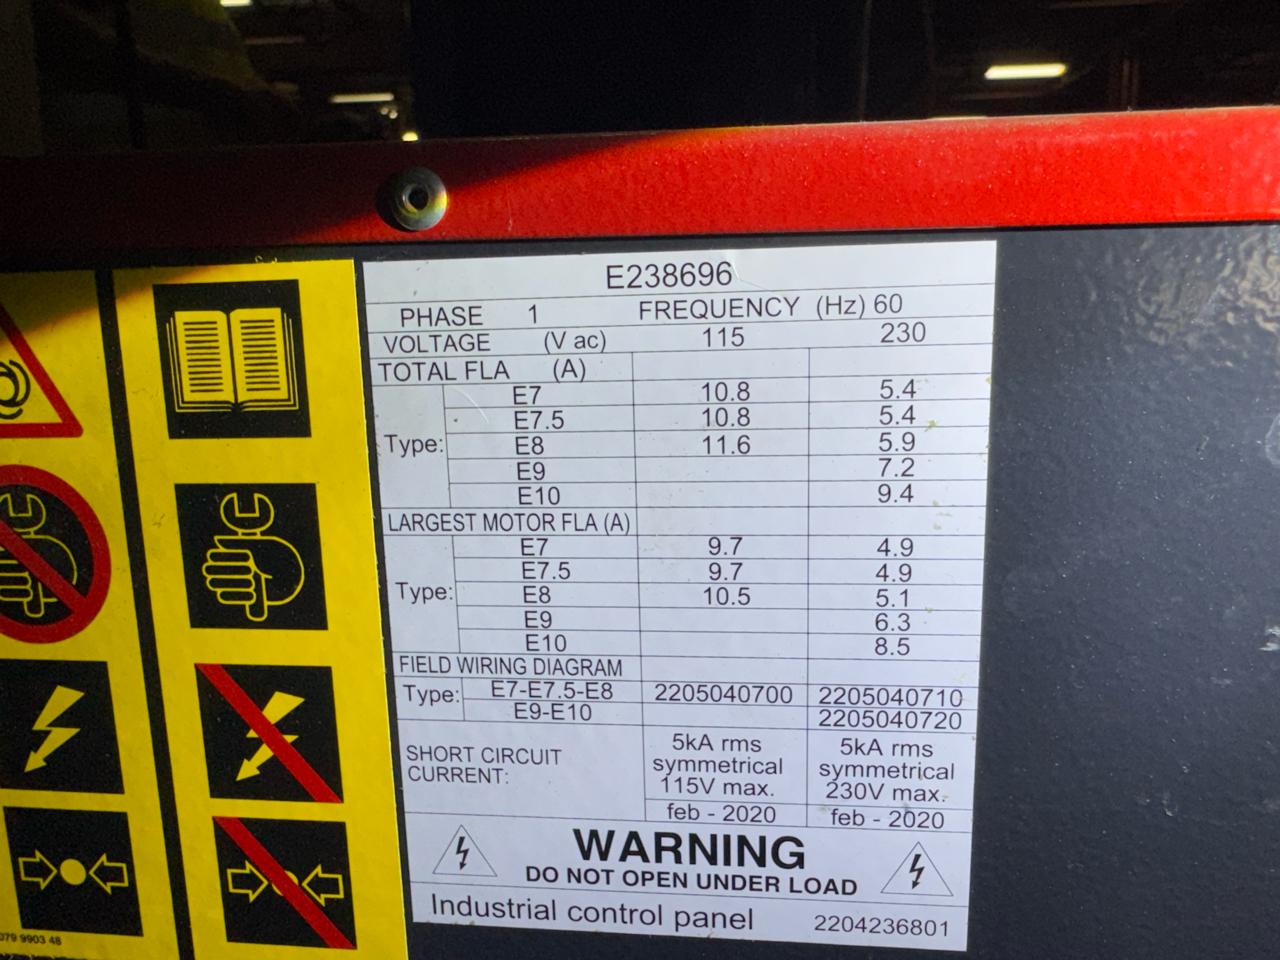 E238696
PHASE 1 FREQUENCY (Hz) 60
VOLTAGE (V ac) 115 230
TOTAL FLA (A)
Type:
E7 10.8 5.4
E7.5 10.8 5.4
E8 11.6 5.9
E9 7.2
E10 9.4
LARGEST MOTOR FLA (A)
Type:
E7 9.7 4.9
E7.5 9.7 4.9
E8 10.5 5.1
E9 6.3
E10 8.5
FIELD WIRING DIAGRAM
Type: E7-E7.5-E8 2205040700 2205040710
E9-E10 2205040720
SHORT CIRCUIT
CURRENT:
5kA rms
symmetrical
115V max.
feb - 2020
5kA rms
symmetrical
230V max.
feb - 2020
WARNING
DO NOT OPEN UNDER LOAD
Industrial control panel 2204236801
079 9903 48